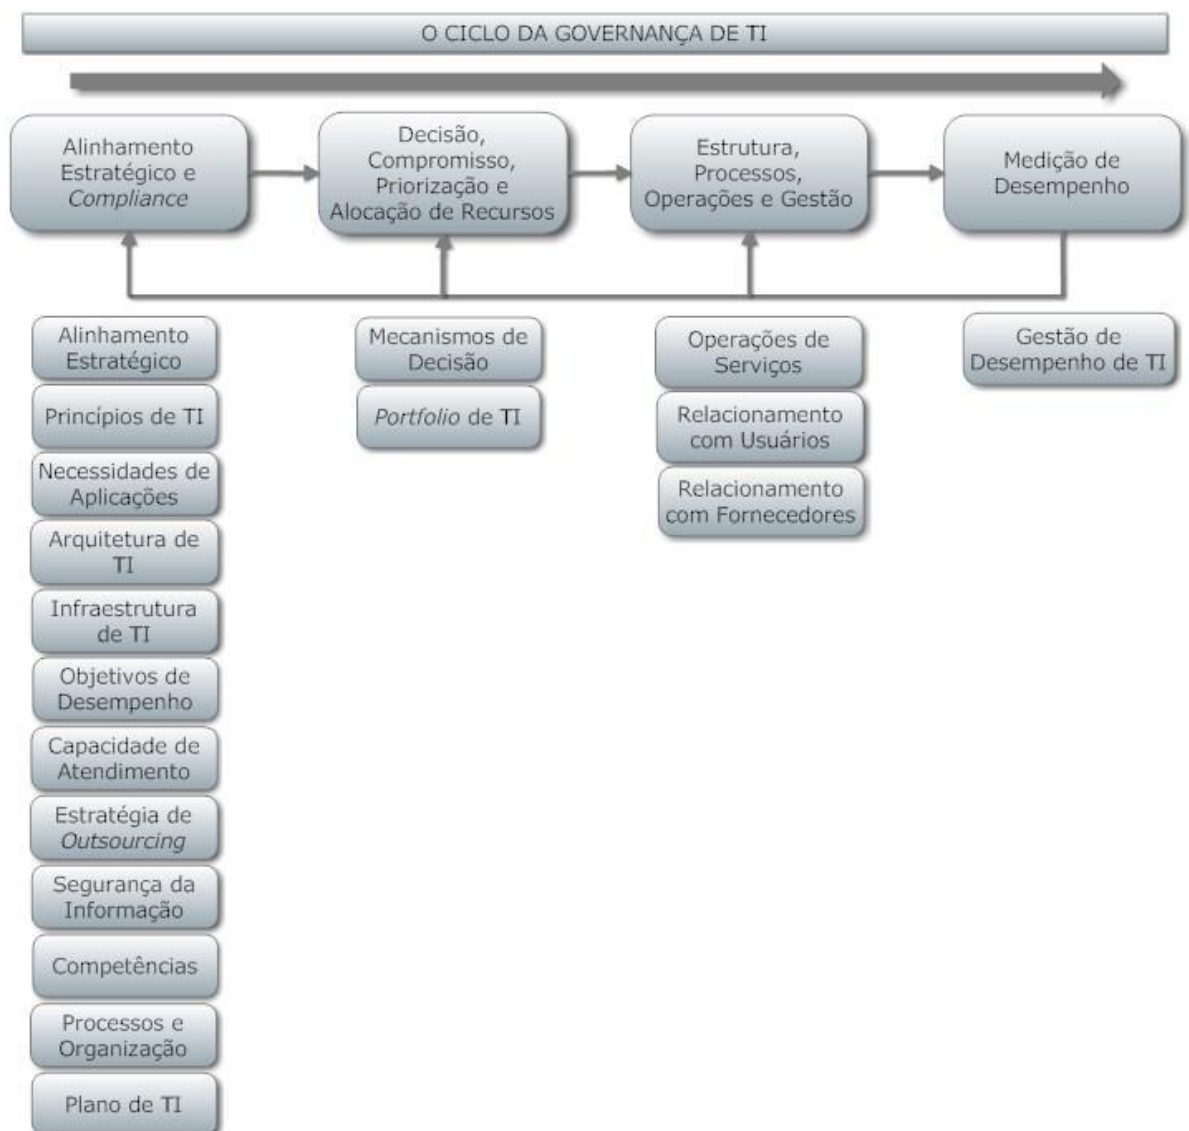 O CICLO DA GOVERNANÇA DE TI
Alinhamento
Estratégico e
Compliance
Decisão,
Compromisso,
Priorização e
Alocação de Recursos
Estrutura,
Processos,
Operações e Gestão
Medição de
Desempenho
Alinhamento
Estratégico
Princípios de TI
Necessidades de
Aplicações
Arquitetura de
TI
Infraestrutura
de TI
Objetivos de
Desempenho
Capacidade de
Atendimento
Estratégia de
Outsourcing
Segurança da
Informação
Competências
Processos e
Organização
Plano de TI
Mecanismos de
Decisão
Portfolio de TI
Operações de
Serviços
Relacionamento
com Usuários
Relacionamento
com Fornecedores
Gestão de
Desempenho de TI